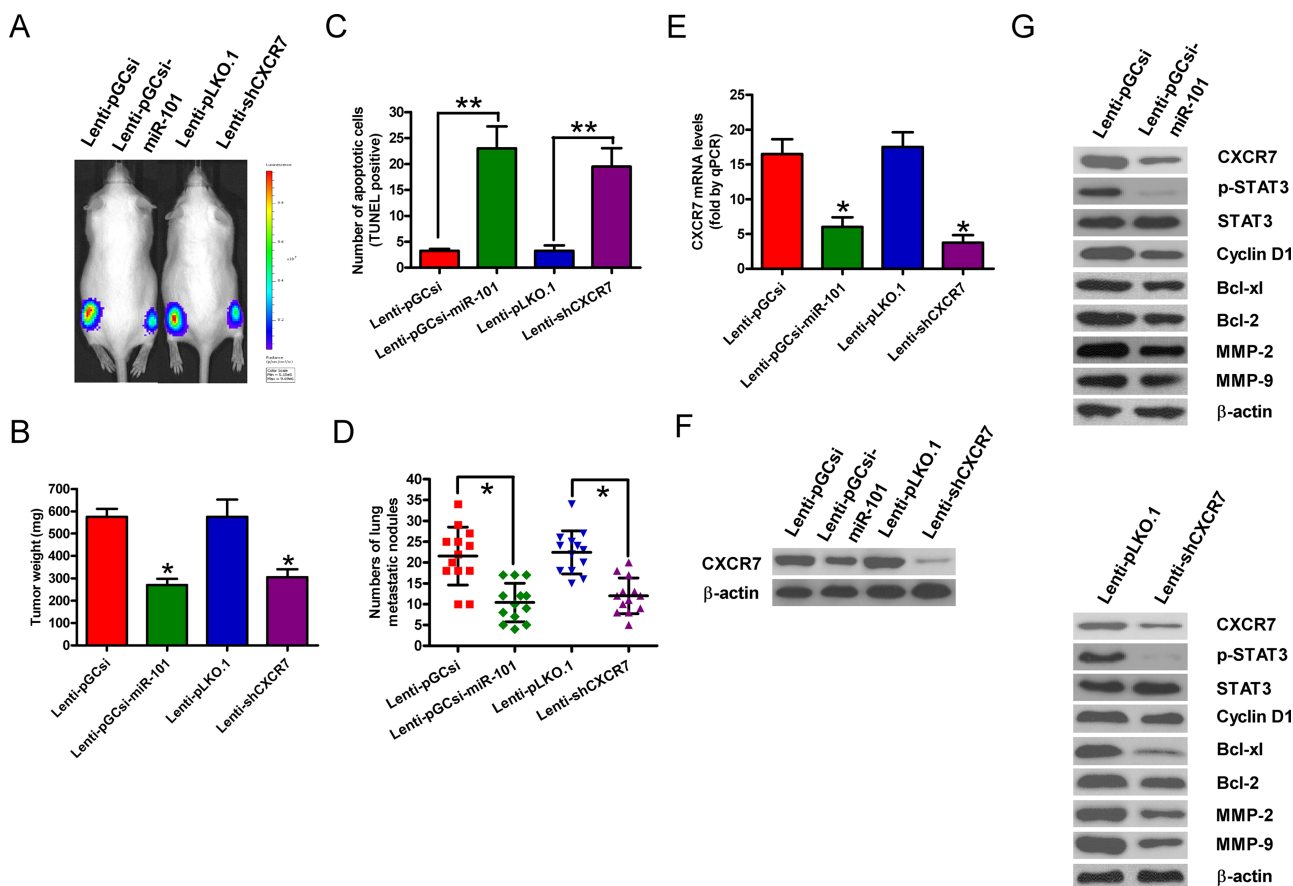 A
Lenti-pGCsi
Lenti-pGCsi-
miR-101
Lenti-pLKO.1
Lenti-shCXCR7
Luminescence
Color Scale
B
Tumor weight (mg)
700
600
500
400
300
200
100
0
*
*
Lenti-pGCsi
Lenti-pGCsi-miR-101
Lenti-pLKO.1
Lenti-shCXCR7
C
Number of apoptotic cells
(TUNEL positive)
30
25
20
15
10
5
0
**
**
Lenti-pGCsi
Lenti-pGCsi-miR-101
Lenti-pLKO.1
Lenti-shCXCR7
D
Numbers of lung
metastatic nodules
40
35
30
25
20
15
10
5
0
*
*
Lenti-pGCsi
Lenti-pGCsi-miR-101
Lenti-pLKO.1
Lenti-shCXCR7
E
CXCR7 mRNA levels
(fold by qPCR)
25
20
15
10
5
0
*
*
Lenti-pGCsi
Lenti-pGCsi-miR-101
Lenti-pLKO.1
Lenti-shCXCR7
F
Lenti-pGCsi
Lenti-pGCsi-
miR-101
Lenti-pLKO.1
Lenti-shCXCR7
CXCR7
β-actin
G
Lenti-pGCsi
Lenti-pGCsi-
miR-101
CXCR7
p-STAT3
STAT3
Cyclin D1
Bcl-xl
Bcl-2
MMP-2
MMP-9
β-actin
Lenti-pLKO.1
Lenti-shCXCR7
CXCR7
p-STAT3
STAT3
Cyclin D1
Bcl-xl
Bcl-2
MMP-2
MMP-9
β-actin